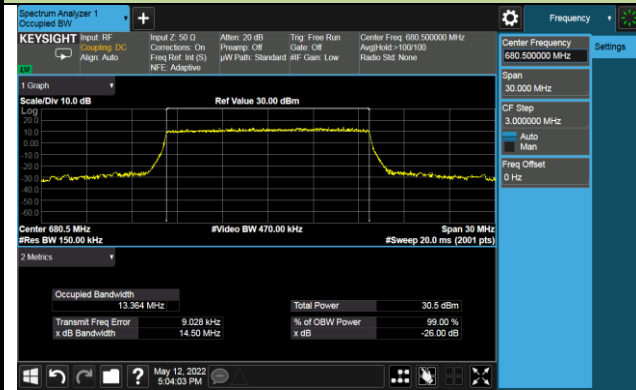 Spectrum Analyzer 1
Occupied BW
+
Frequency
KEYSIGHT
Input: RF
Coupling: DC
Align: Auto
Input Z: 50 Ω
Corrections: On
Freq Ref: Int (S)
NFE: Adaptive
Atten: 20 dB
Preamp: Off
µW Path: Standard
Trig: Free Run
Gate: Off
#IF Gain: Low
Center Freq: 680.500000 MHz
Avg|Hold:>100/100
Radio Std: None
Center Frequency
680.500000 MHz
Settings
Span
30.000 MHz
CF Step
3.000000 MHz
Auto
Man
Freq Offset
0 Hz
1 Graph
Scale/Div 10.0 dB
Ref Value 30.00 dBm
Log
20.0
10.0
0.00
-10.0
-20.0
-30.0
-40.0
-50.0
-60.0
Center 680.5 MHz
#Video BW 470.00 kHz
Span 30 MHz
#Res BW 150.00 kHz
#Sweep 20.0 ms (2001 pts)
2 Metrics
Occupied Bandwidth
13.364 MHz
Total Power
30.5 dBm
Transmit Freq Error
9.028 kHz
% of OBW Power
99.00 %
x dB Bandwidth
14.50 MHz
x dB
-26.00 dB
?
May 12, 2022
5:04:03 PM